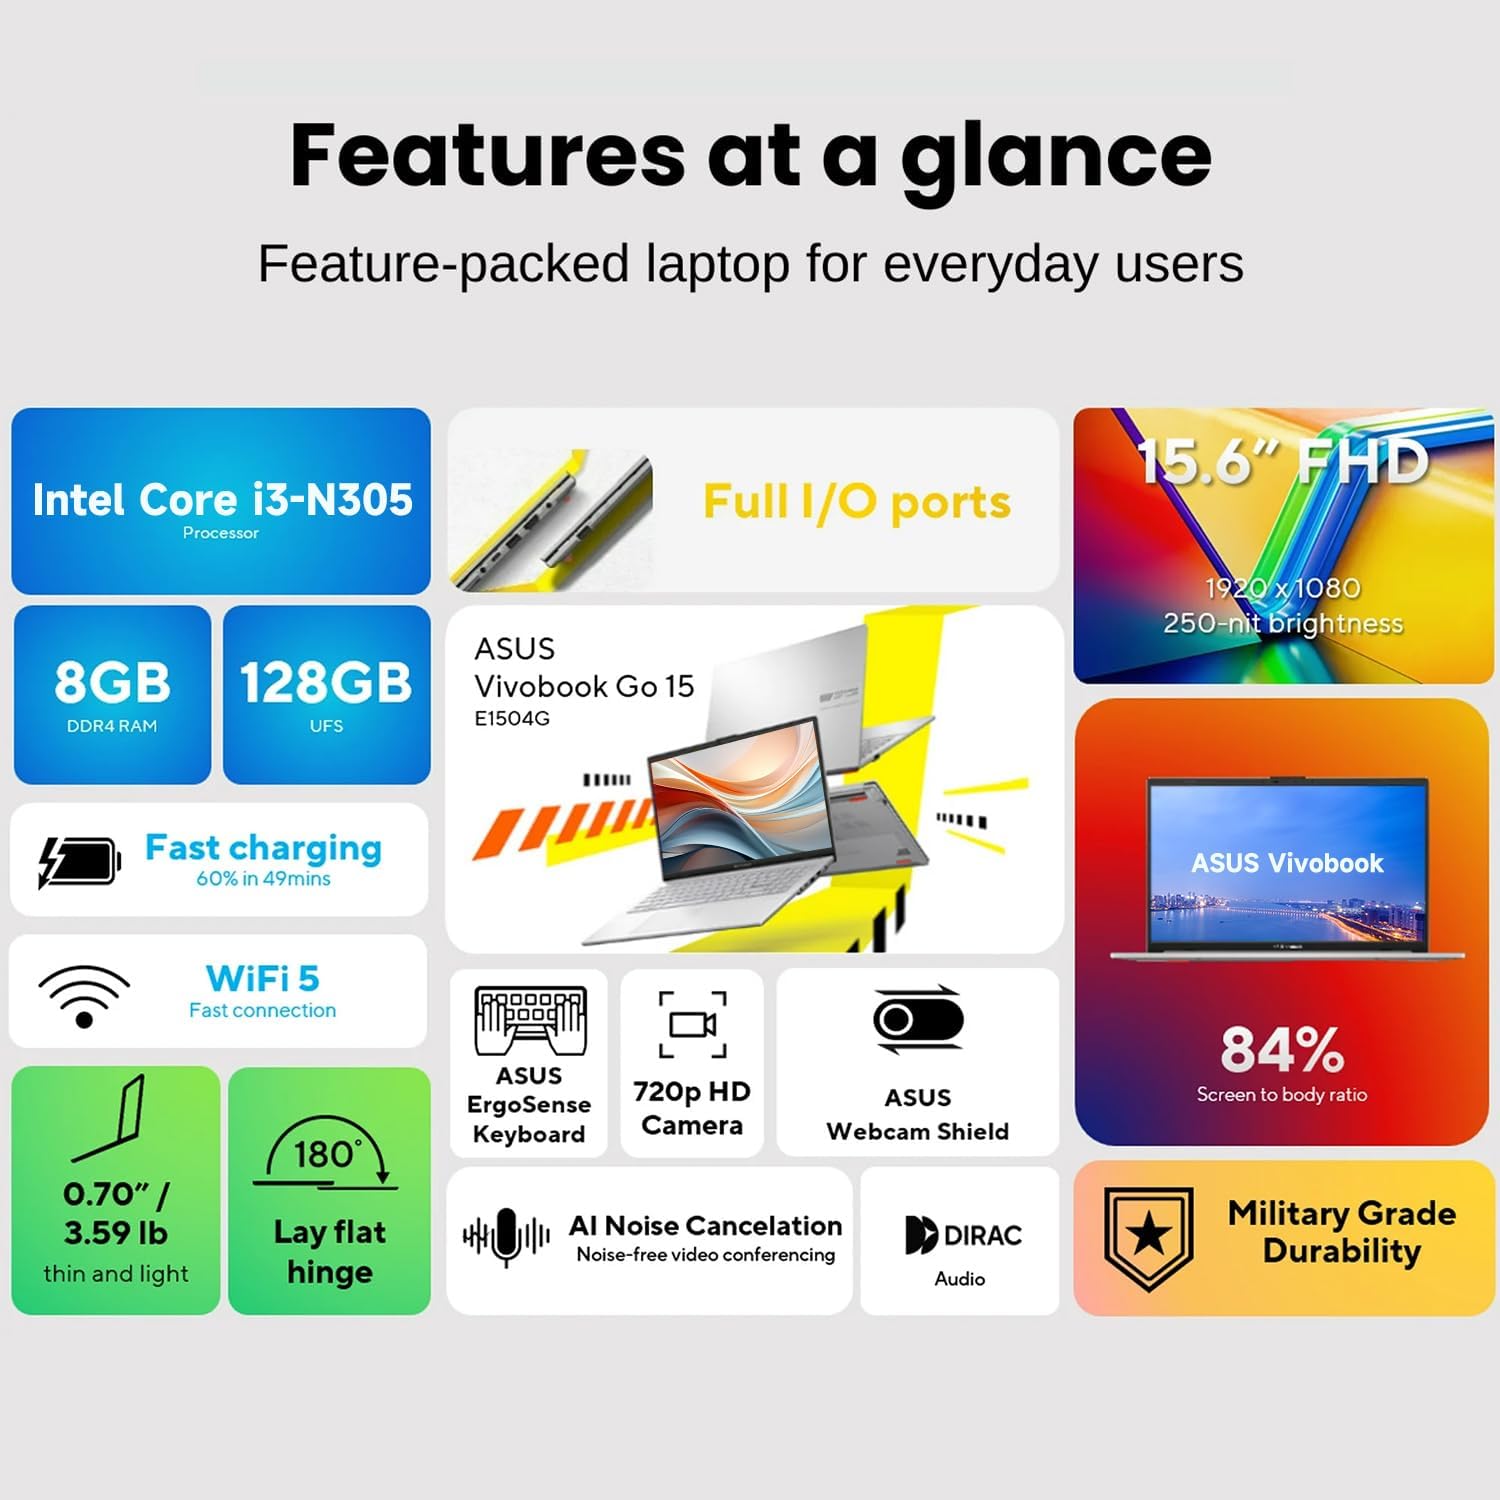 Features at a glance
Feature-packed laptop for everyday users
Intel Core i3-N305
Processor
8GB
DDR4 RAM
128GB
UFS
Fast charging
60% in 49mins
WiFi 5
Fast connection
0.70” /
3.59 lb
thin and light
180°
Lay flat
hinge
Full I/O ports
ASUS
Vivobook Go 15
E1504G
ASUS
ErgoSense
Keyboard
720p HD
Camera
ASUS
Webcam Shield
AI Noise Cancelation
Noise-free video conferencing
DIRAC
Audio
15.6” FHD
1920 x 1080
250-nit brightness
ASUS Vivobook
84%
Screen to body ratio
Military Grade
Durability